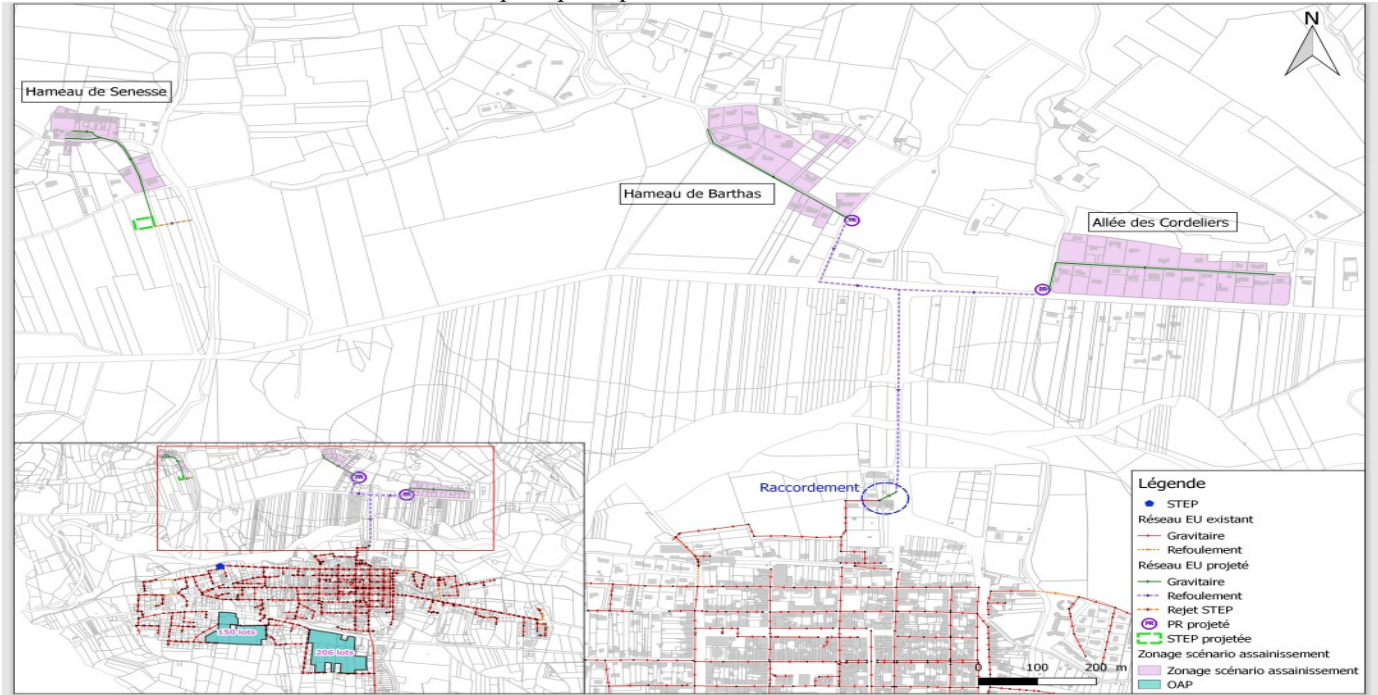 N
Hameau de Senesse
Hameau de Barthas
PR
Allée des Cordeliers
PR
Raccordement
PR
PR
150 lots
206 lots
0 100 200 m
Légende
STEP
Réseau EU existant
Gravitaire
Refoulement
Réseau EU projeté
Gravitaire
Refoulement
Rejet STEP
PR PR projeté
STEP projetée
Zonage scénario assainissement
Zonage scénario assainissement
OAP